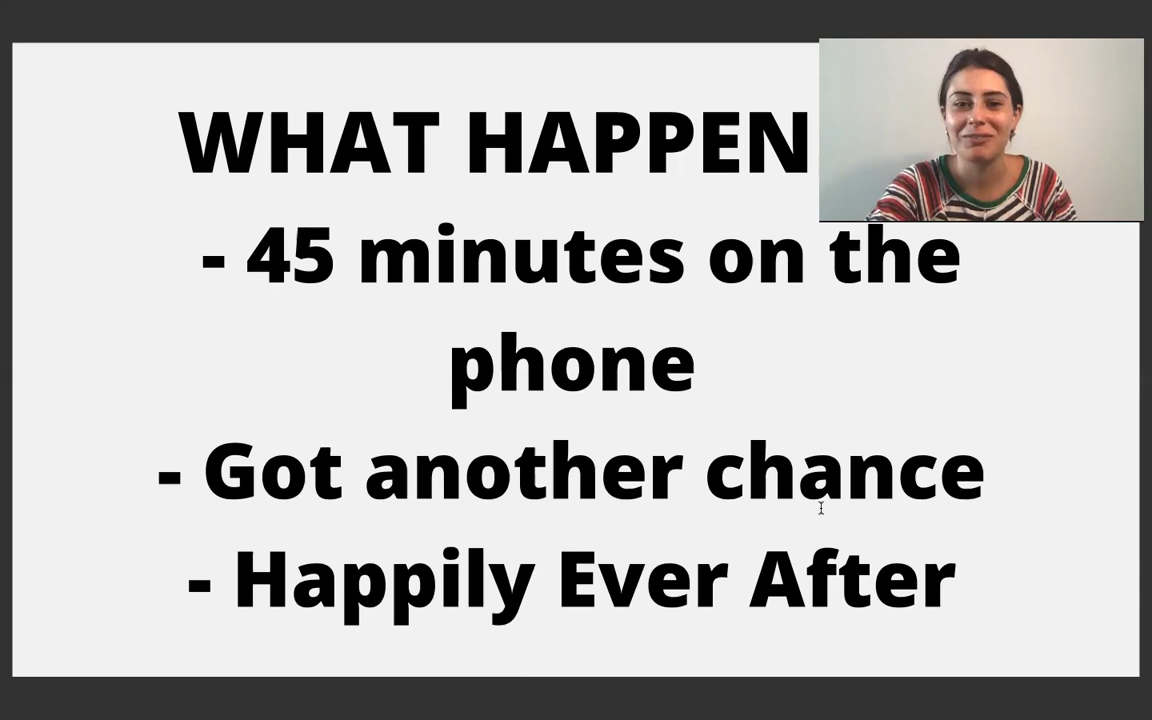 WHAT HAPPEN
- 45 minutes on the
phone
- Got another chance
- Happily Ever After